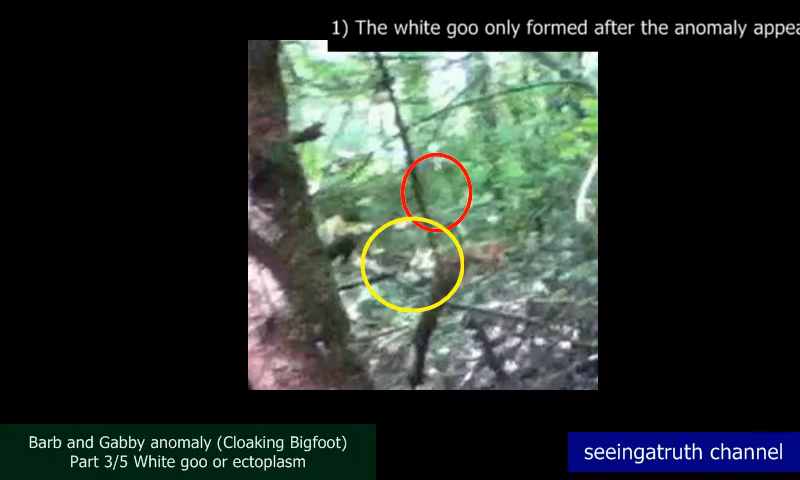 1) The white goo only formed after the anomaly appea
Barb and Gabby anomaly (Cloaking Bigfoot)
Part 3/5 White goo or ectoplasm
seeingatruth channel